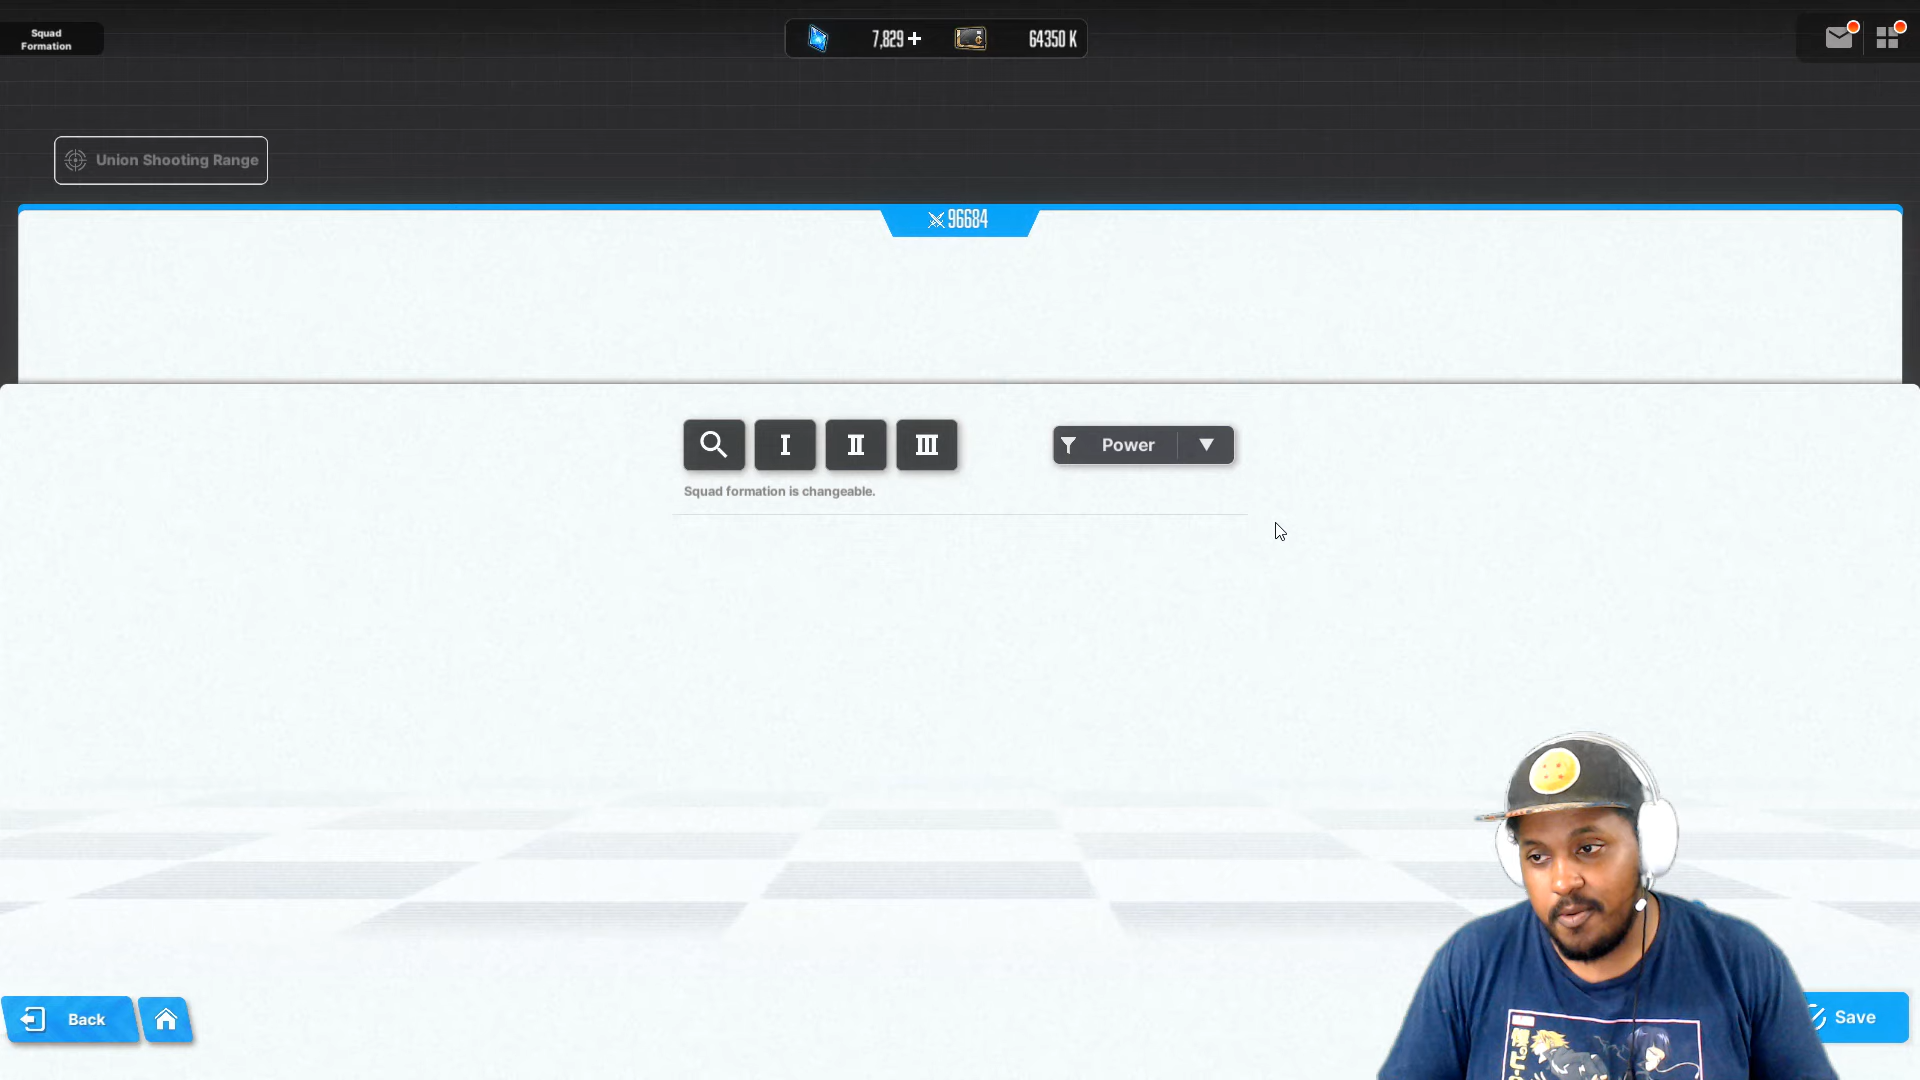 Squad
Formation
7,829
64350 K
Union Shooting Range
96684
I
II
III
Power
Squad formation is changeable.
Back
Save